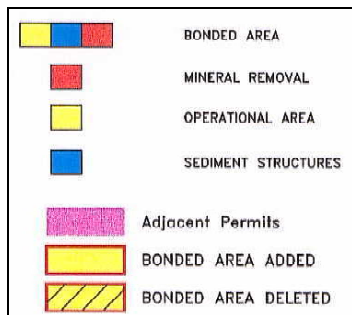 BONDED AREA
MINERAL REMOVAL
OPERATIONAL AREA
SEDIMENT STRUCTURES
Adjacent Permits
BONDED AREA ADDED
BONDED AREA DELETED